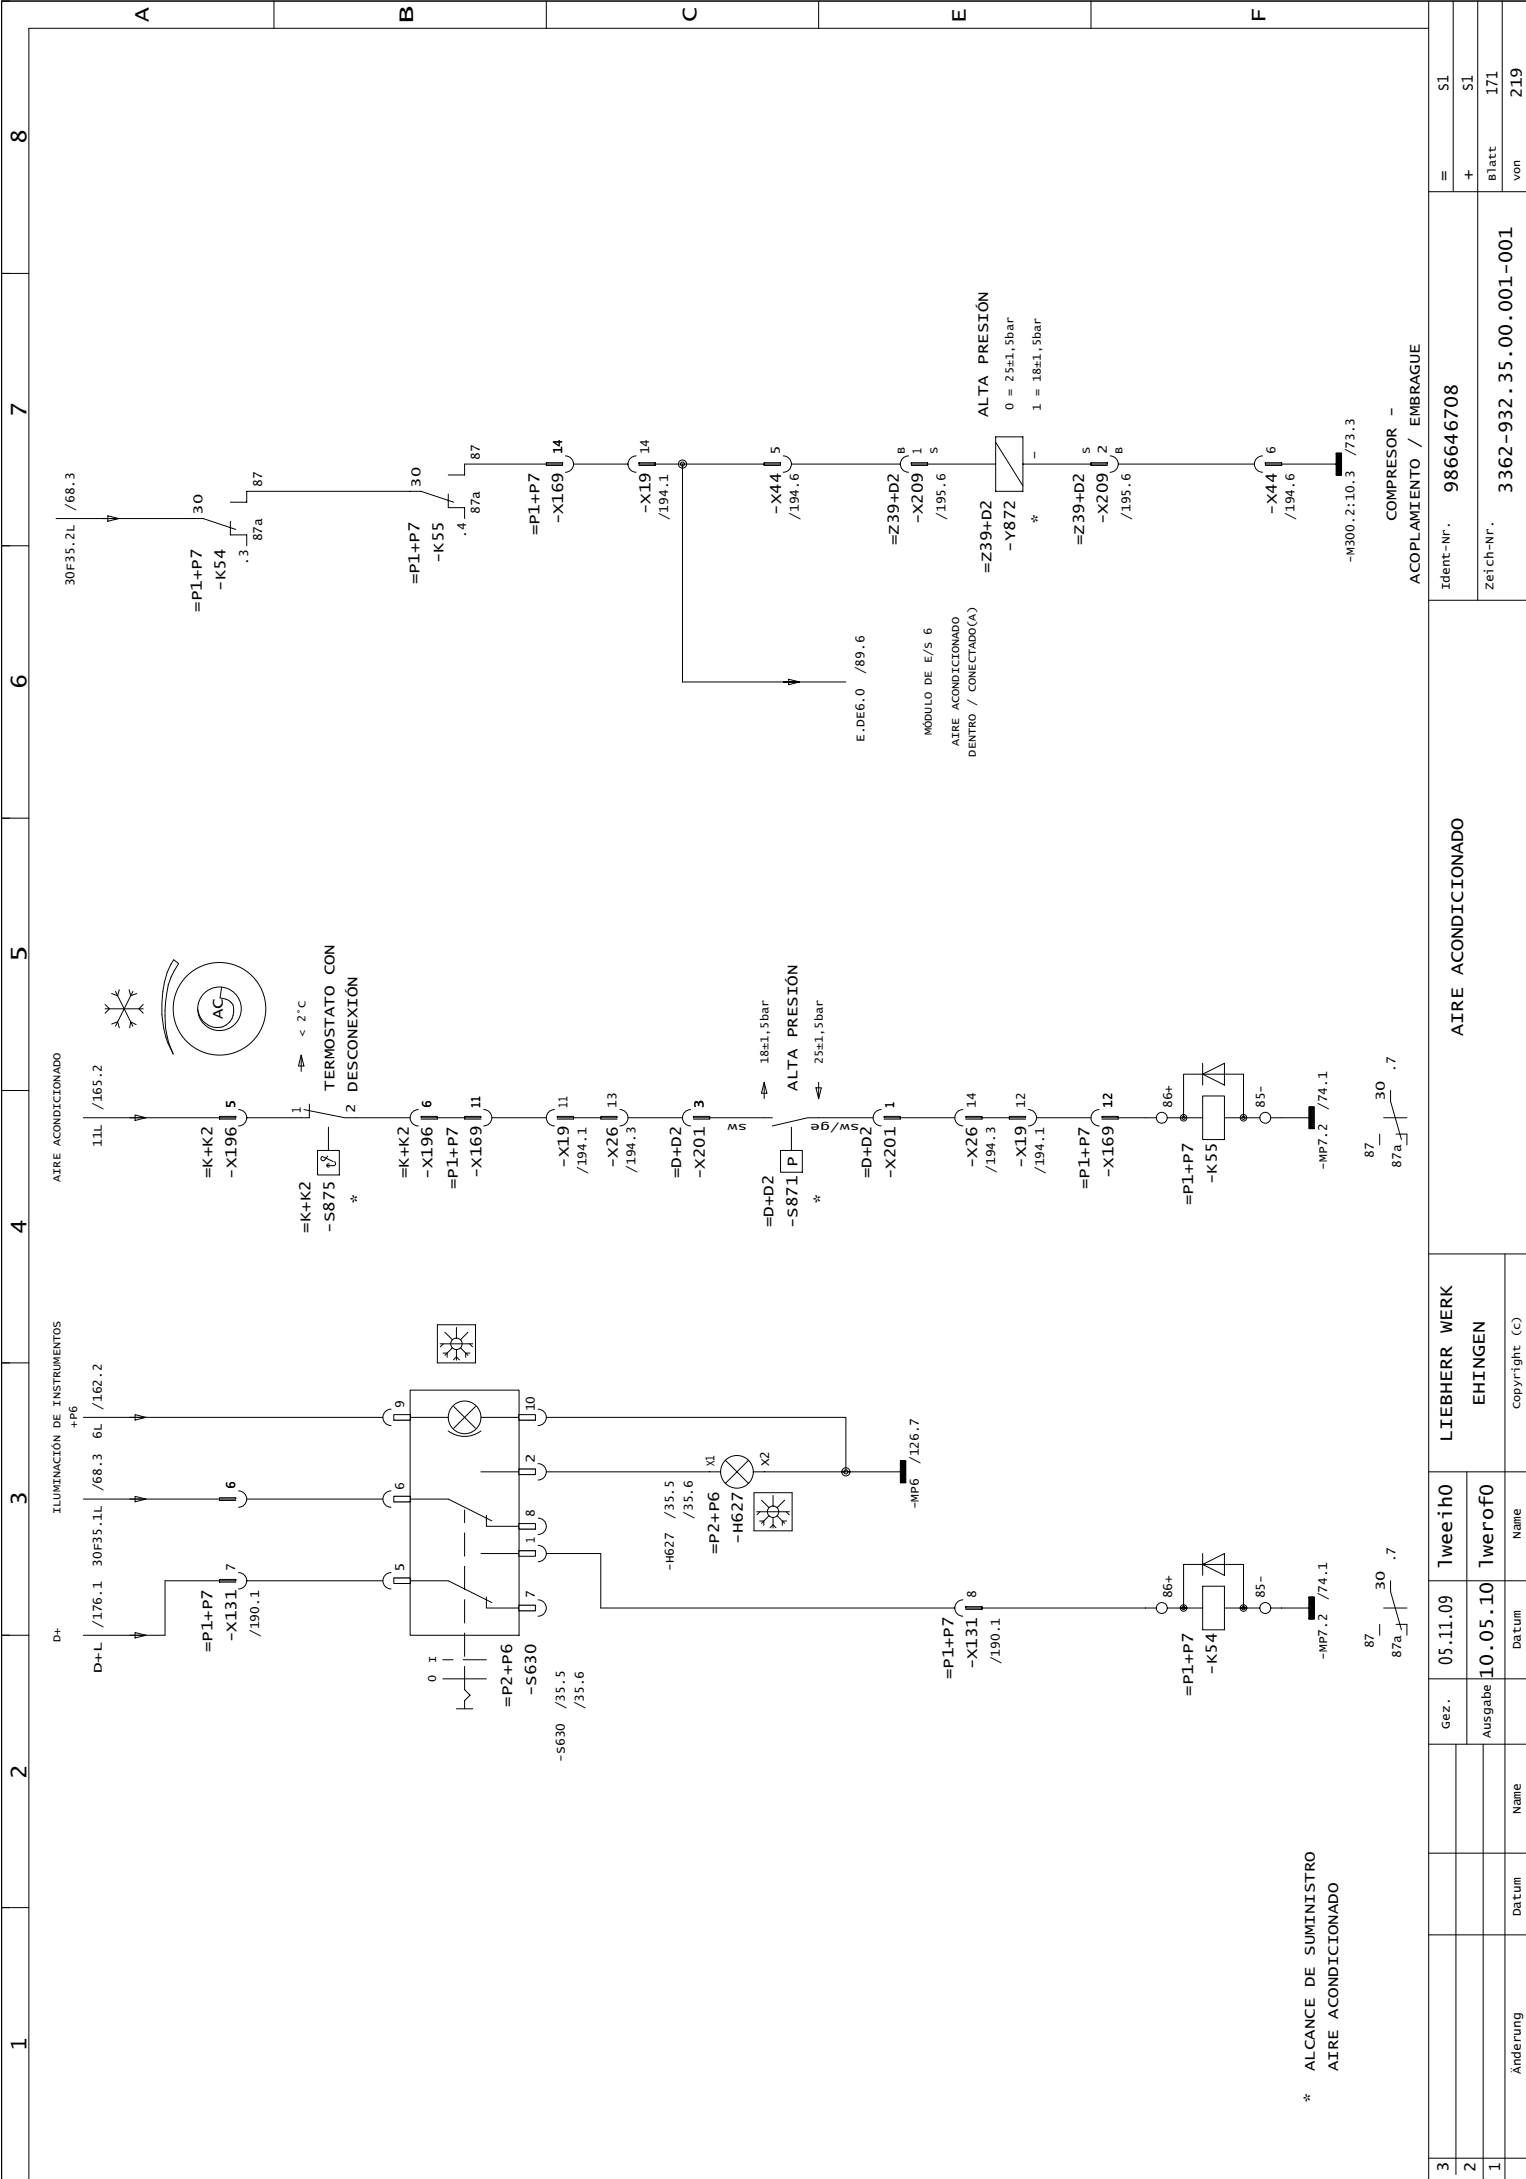 1
2
3
4
5
6
7
8
A
B
C
E
F
D+
ILUMINACIÓN DE INSTRUMENTOS
+P6
D+L /176.1
30F35.1L /68.3
6L /162.2
=P1+P7
-X131
/190.1
7
6
5
6
9
0 I
=P2+P6
-S630
7
1
8
2
10
-S630 /35.5
/35.6
-H627 /35.5
/35.6
=P2+P6
-H627
X1
X2
-MP6 /126.7
=P1+P7
-X131
/190.1
8
=P1+P7
-K54
86+
85-
-MP7.2 /74.1
87
87a
30
.7
AIRE ACONDICIONADO
11L /165.2
AC
=K+K2
-X196
5
=K+K2
-S875
*
1
2
< 2°C
TERMOSTATO CON
DESCONEXIÓN
=K+K2
-X196
6
=P1+P7
-X169
11
-X19
/194.1
11
-X26
/194.3
13
=D+D2
-X201
3
sw
=D+D2
-S871
P
*
18±1,5bar
ALTA PRESIÓN
25±1,5bar
sw/ge
=D+D2
-X201
1
-X26
/194.3
14
-X19
/194.1
12
=P1+P7
-X169
12
=P1+P7
-K55
86+
85-
-MP7.2 /74.1
87
87a
30
.7
30F35.2L /68.3
=P1+P7
-K54
.3
30
87a
87
=P1+P7
-K55
.4
30
87a
87
=P1+P7
-X169
14
-X19
/194.1
14
-X44
/194.6
5
E.DE6.0 /89.6
MÓDULO DE E/S 6
AIRE ACONDICIONADO
DENTRO / CONECTADO(A)
=Z39+D2
-X209
/195.6
B
1
S
=Z39+D2
-Y872
*
-
ALTA PRESIÓN
0 = 25±1,5bar
1 = 18±1,5bar
=Z39+D2
-X209
/195.6
S
2
B
-X44
/194.6
6
-M300.2:10.3 /73.3
COMPRESOR -
ACOPLAMIENTO / EMBRAGUE
* ALCANCE DE SUMINISTRO
AIRE ACONDICIONADO
3
2
1
Änderung
Datum
Name
Gez.
05.11.09
lweeih0
Ausgabe
10.05.10
lwerof0
Datum
Name
LIEBHERR WERK
EHINGEN
Copyright (c)
AIRE ACONDICIONADO
Ident-Nr.
986646708
Zeich-Nr.
3362-932.35.00.001-001
= S1
+ S1
Blatt 171
von 219